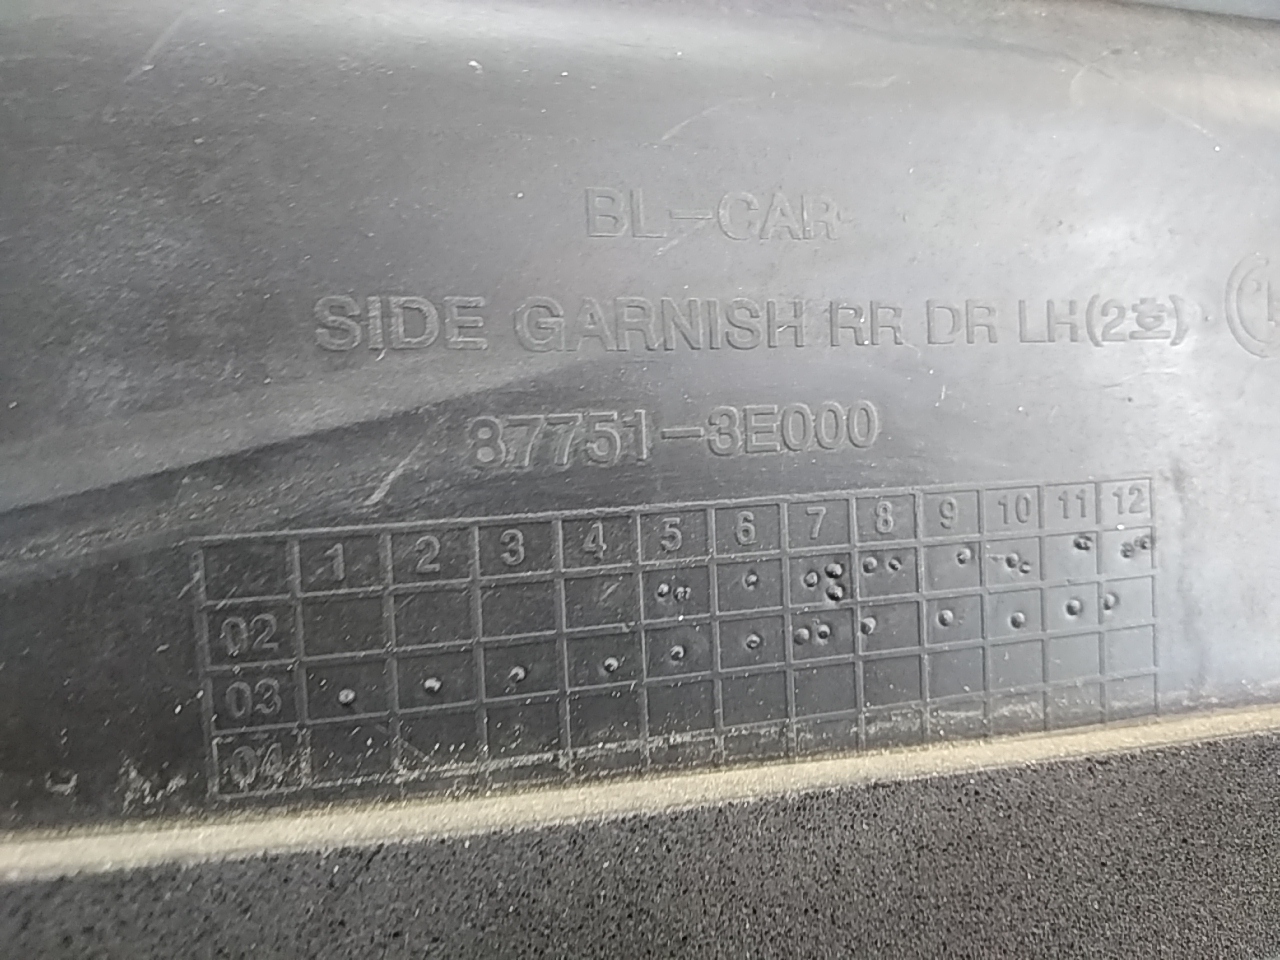 BL-CAR
SIDE GARNISH RR DR LH(2호)
87751-3E000
1 2 3 4 5 6 7 8 9 10 11 12
02
03
04